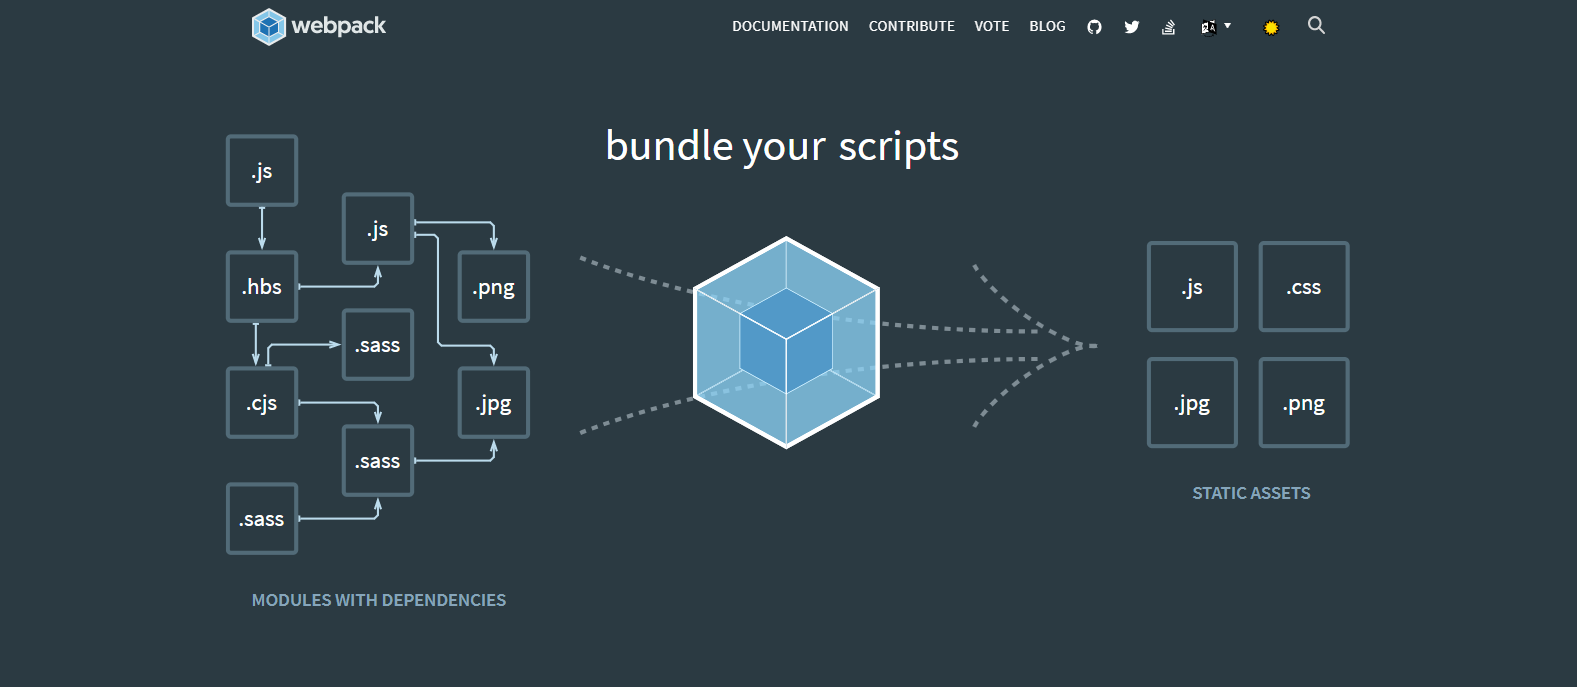 webpack
DOCUMENTATION CONTRIBUTE VOTE BLOG
bundle your scripts
.js
.js
.hbs
.png
.sass
.cjs
.jpg
.sass
.sass
MODULES WITH DEPENDENCIES
.js .css
.jpg .png
STATIC ASSETS